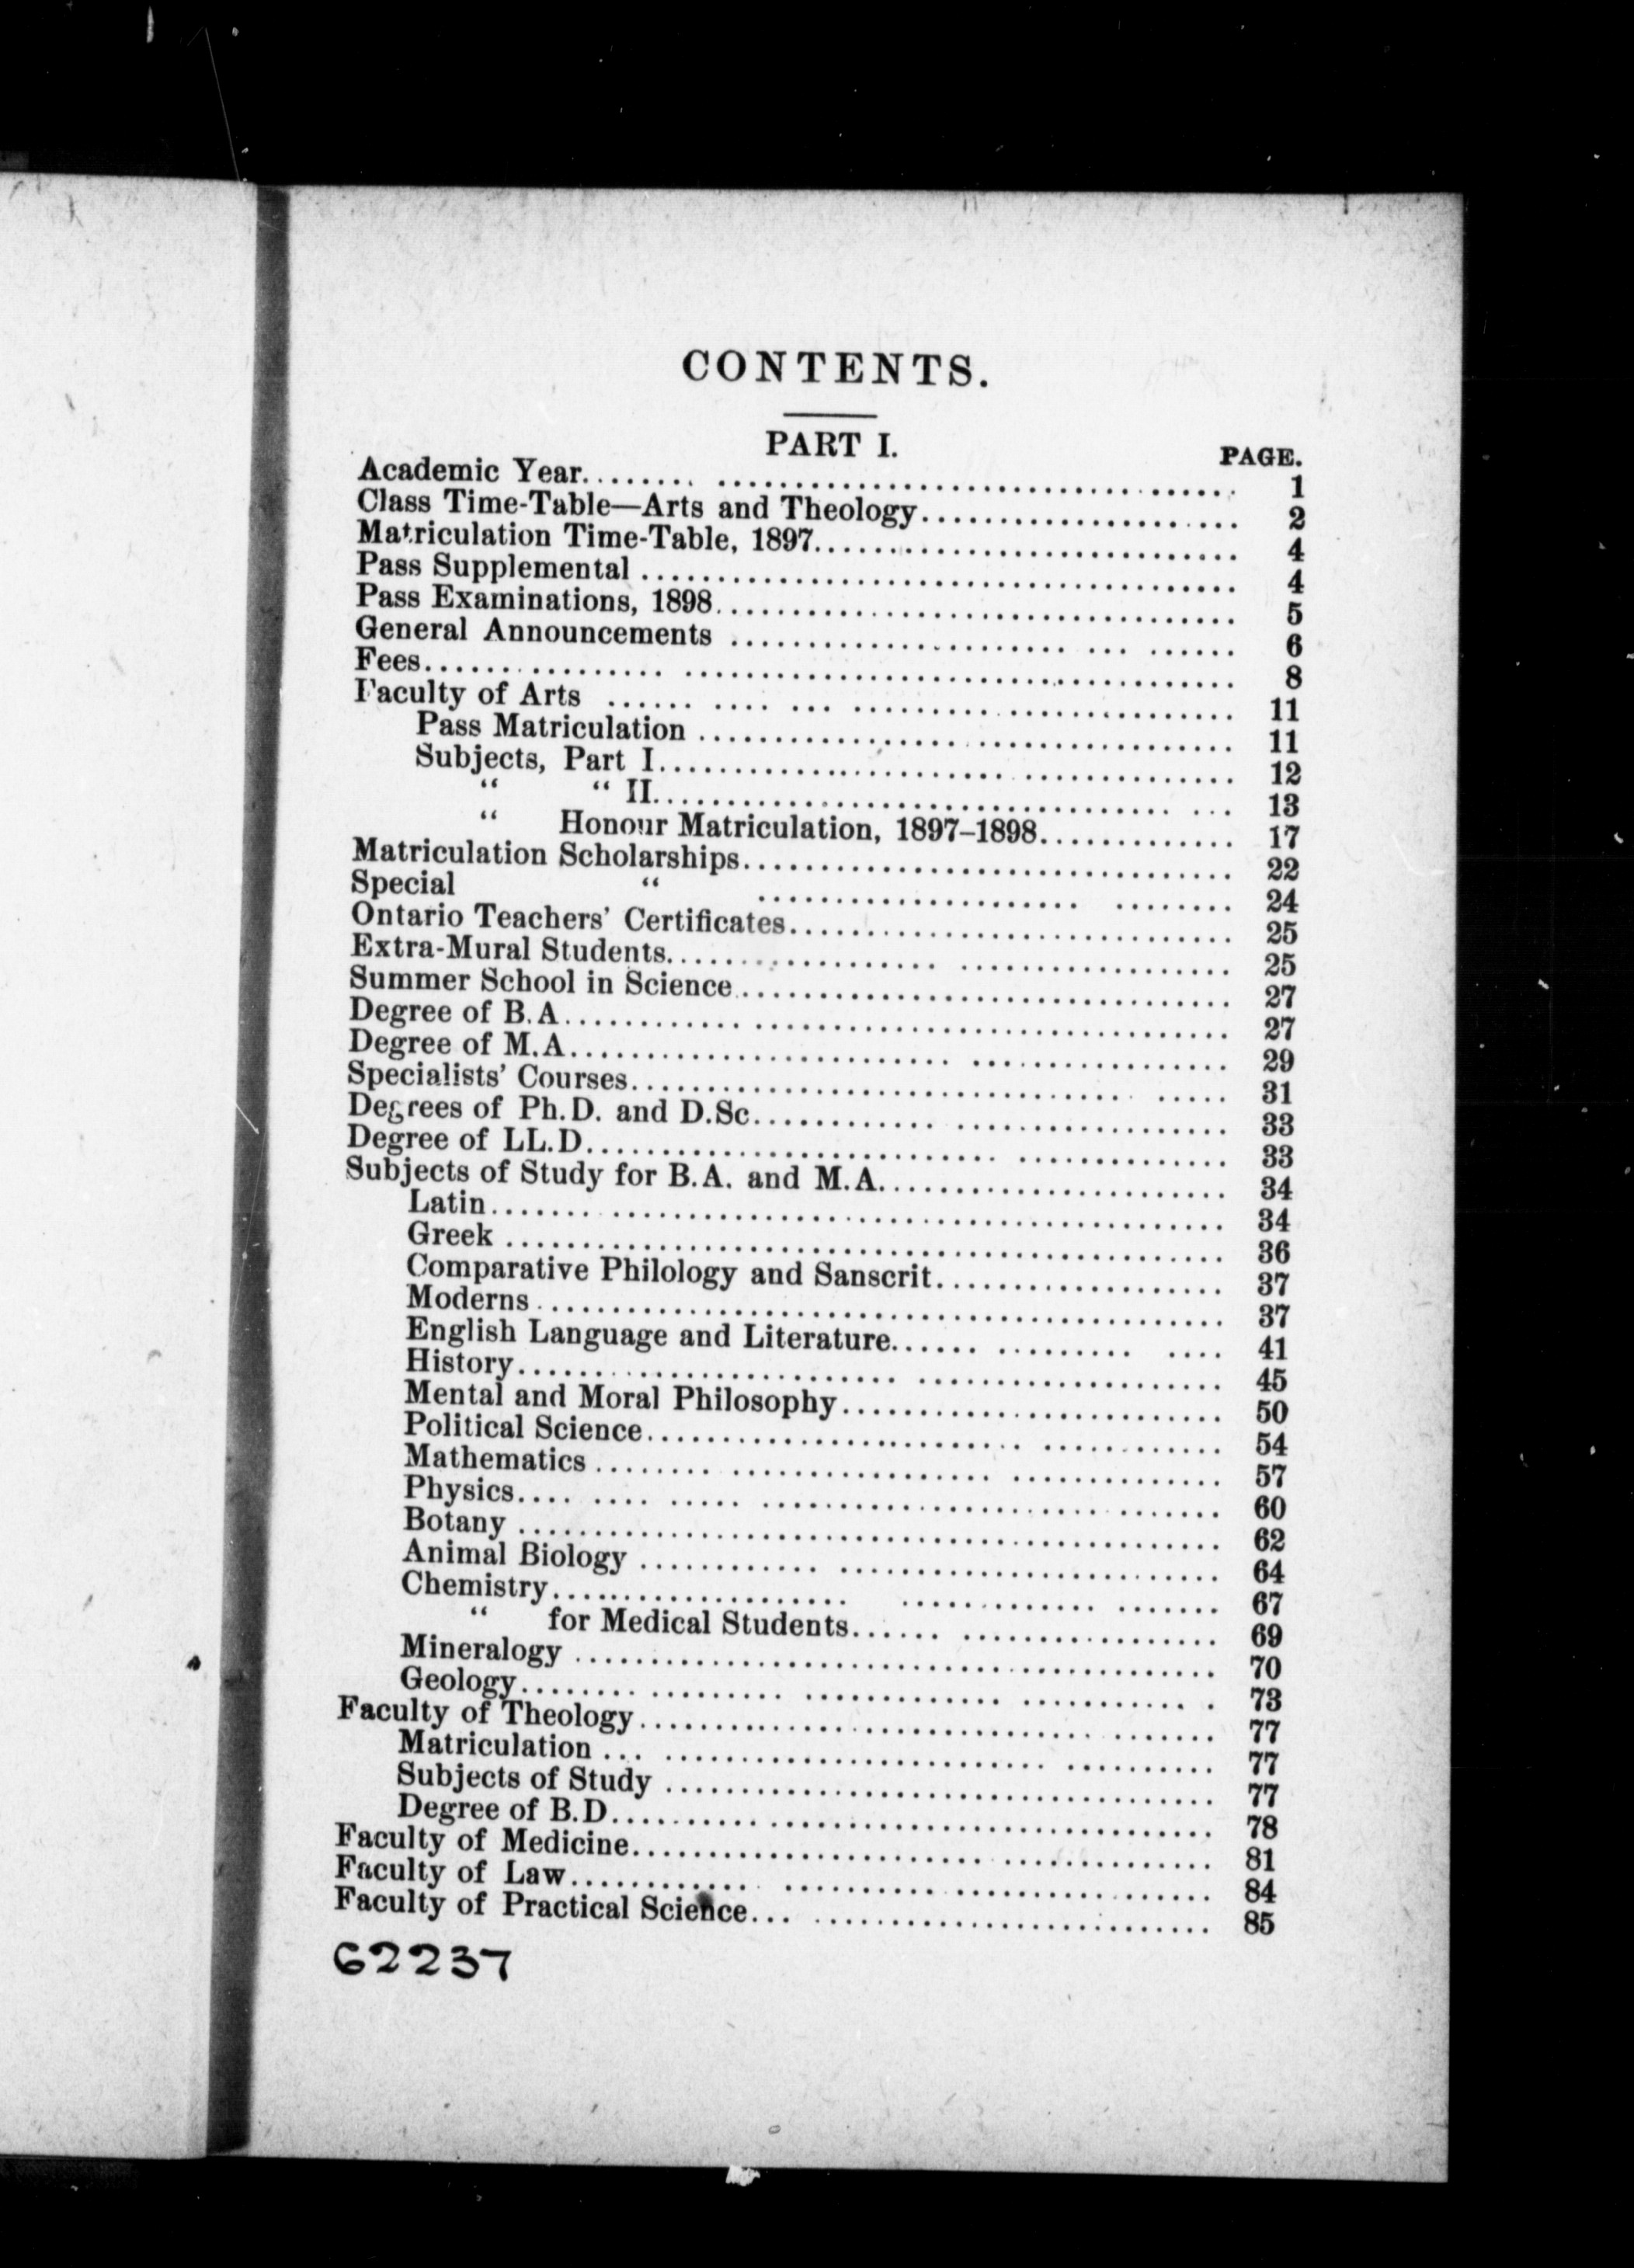 CONTENTS.
PART I.
PAGE.
Academic Year........ .................................. 1
Class Time-Table—Arts and Theology..................... 2
Matriculation Time-Table, 1897............................ 4
Pass Supplemental ....................................... 4
Pass Examinations, 1898.................................. 5
General Announcements ...................... ... ...... 6
Fees................ .................................... 8
Faculty of Arts ...... .... ... ......................... 11
Pass Matriculation ................................... 11
Subjects, Part I...................................... 12
“ “ II.................................. ... 13
“ Honour Matriculation, 1897–1898............. 17
Matriculation Scholarships................................ 22
Special “ ..................... ........ 24
Ontario Teachers’ Certificates............................. 25
Extra-Mural Students.................. .................. 25
Summer School in Science................................. 27
Degree of B.A............ ............................... 27
Degree of M.A......................... ................. 29
Specialists’ Courses................................. ..... 31
Degrees of Ph.D. and D.Sc............ .................. 33
Degree of LL.D........................... .............. 33
Subjects of Study for B.A. and M.A....................... 34
Latin....... ......................................... 34
Greek ............................................... 36
Comparative Philology and Sanscrit................... 37
Moderns............................................. 37
English Language and Literature...... ......... .... 41
History......................... .................... 45
Mental and Moral Philosophy......................... 50
Political Science......................... ............ 54
Mathematics ........ ................. .............. 57
Physics.... .... ..... .............................. 60
Botany .............................................. 62
Animal Biology ............ ......................... 64
Chemistry.................... ............. ....... 67
“ for Medical Students...... ................. 69
Mineralogy .......................................... 70
Geology........ ......... ............. ........... . 73
Faculty of Theology...................................... 77
Matriculation ... ......................... .......... 77
Subjects of Study .................................... 77
Degree of B.D.......... ............................. 78
Faculty of Medicine....................... .............. 81
Faculty of Law............ .......... ................. 84
Faculty of Practical Science... .......................... 85
62237